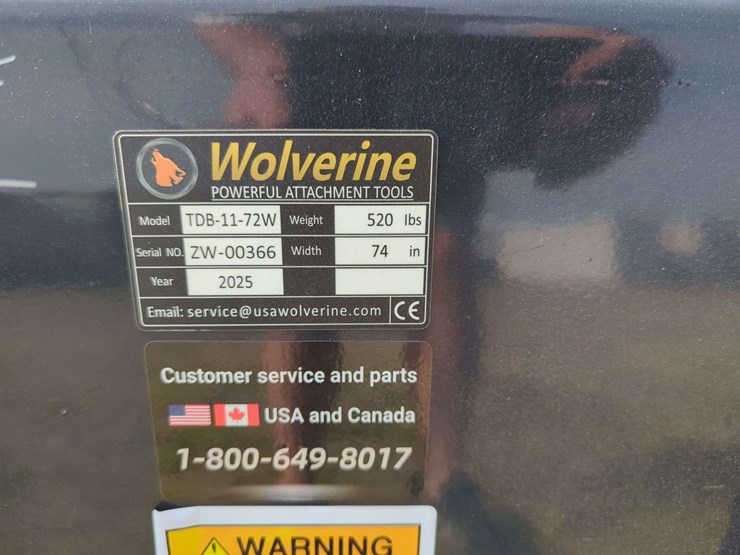 Wolverine
POWERFUL ATTACHMENT TOOLS
Model TDB-11-72W Weight 520 lbs
Serial NO. ZW-00366 Width 74 in
Year 2025
Email: service@usawolverine.com CE
Customer service and parts
USA and Canada
1-800-649-8017
WARNING